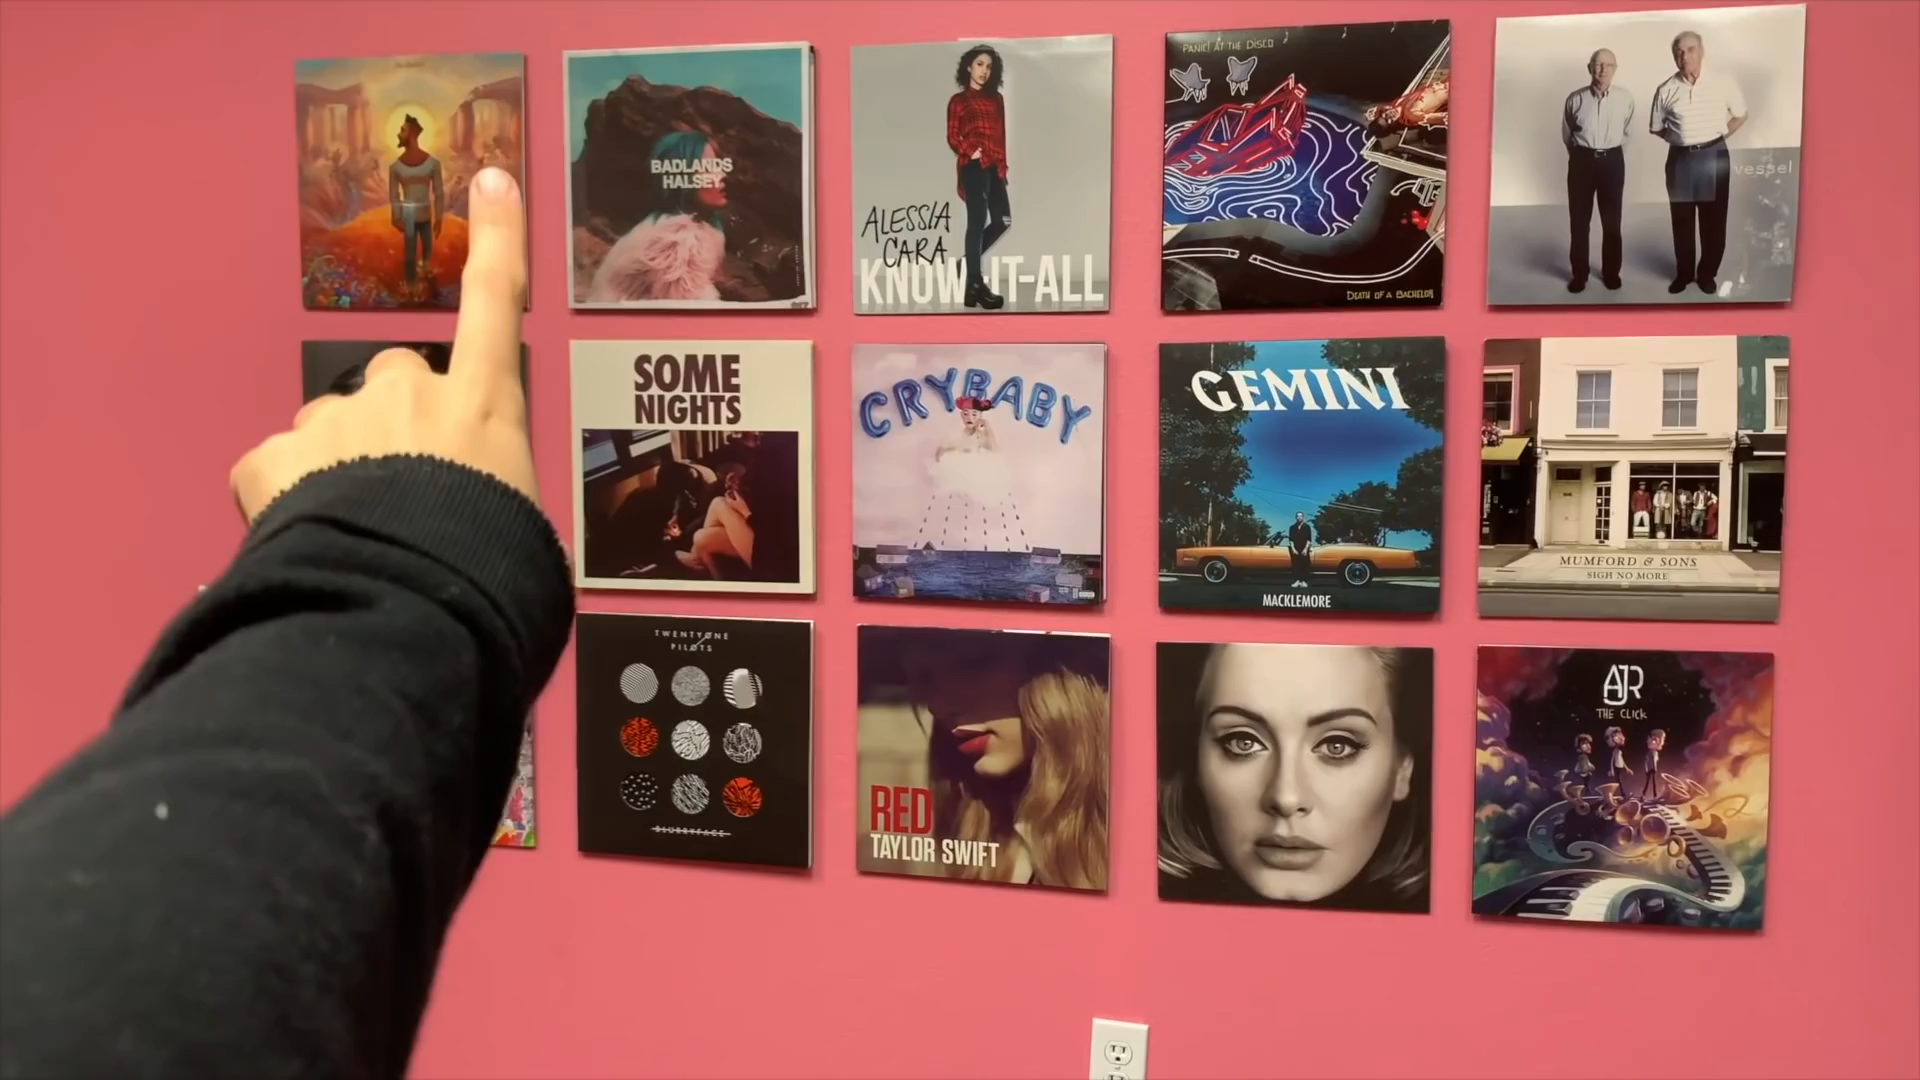 BADLANDS
HALSEY
ALESSIA
CARA
KNOW-IT-ALL
PANIC! AT THE DISCO
DEATH OF A BACHELOR
vessel
SOME
NIGHTS
CRYBABY
GEMINI
MACKLEMORE
MUMFORD & SONS
SIGH NO MORE
TWENTY ONE
PILOTS
BLURRYFACE
RED
TAYLOR SWIFT
AJR
THE CLICK